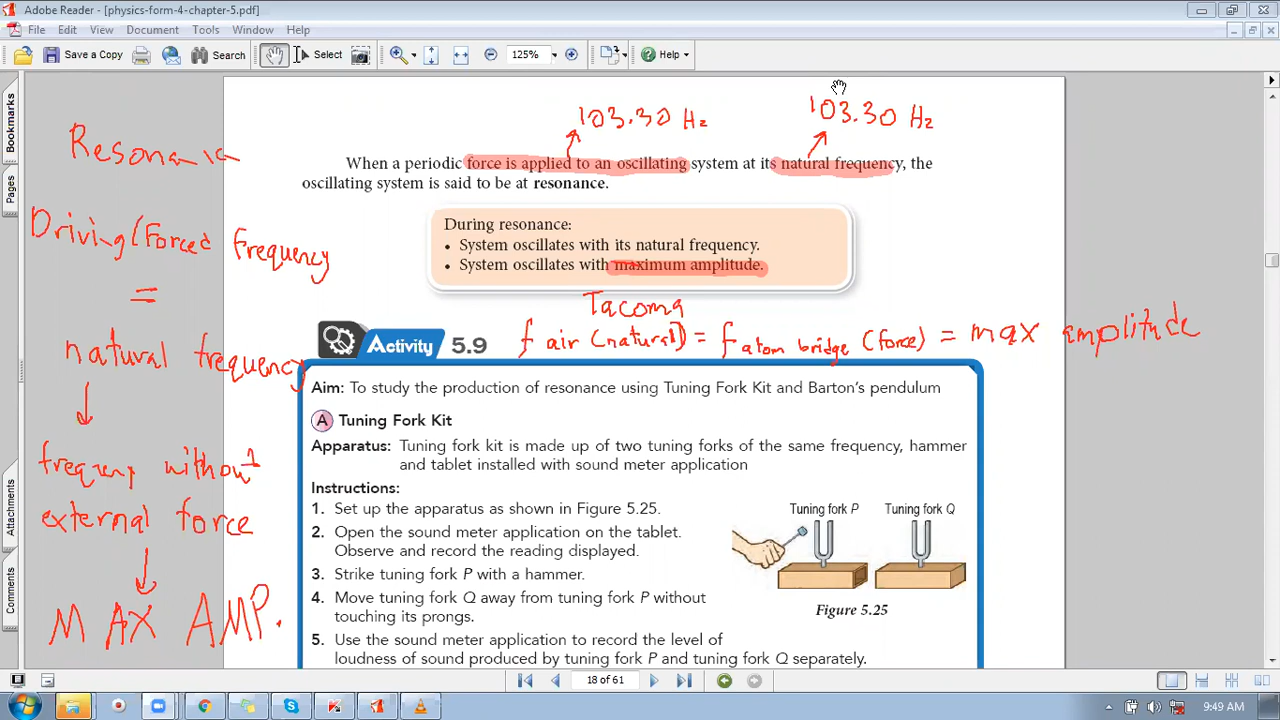 Adobe Reader - [physics-form-4-chapter-5.pdf]
File Edit View Document Tools Window Help
Save a Copy Search Select 125% Help
Bookmarks
Pages
Attachments
Comments
103.30 Hz
103.30 Hz
When a periodic force is applied to an oscillating system at its natural frequency, the
oscillating system is said to be at resonance.
During resonance:
• System oscillates with its natural frequency.
• System oscillates with maximum amplitude.
Resonance
Driving/Forced Frequency
=
natural frequency
frequency without
external force
MAX AMP.
Tacoma
f air (natural) = f atom bridge (force) = max amplitude
Activity 5.9
Aim: To study the production of resonance using Tuning Fork Kit and Barton's pendulum
A Tuning Fork Kit
Apparatus: Tuning fork kit is made up of two tuning forks of the same frequency, hammer
and tablet installed with sound meter application
Instructions:
1. Set up the apparatus as shown in Figure 5.25.
2. Open the sound meter application on the tablet.
Observe and record the reading displayed.
3. Strike tuning fork P with a hammer.
4. Move tuning fork Q away from tuning fork P without
touching its prongs.
5. Use the sound meter application to record the level of
loudness of sound produced by tuning fork P and tuning fork Q separately.
Tuning fork P Tuning fork Q
Figure 5.25
18 of 61
9:49 AM